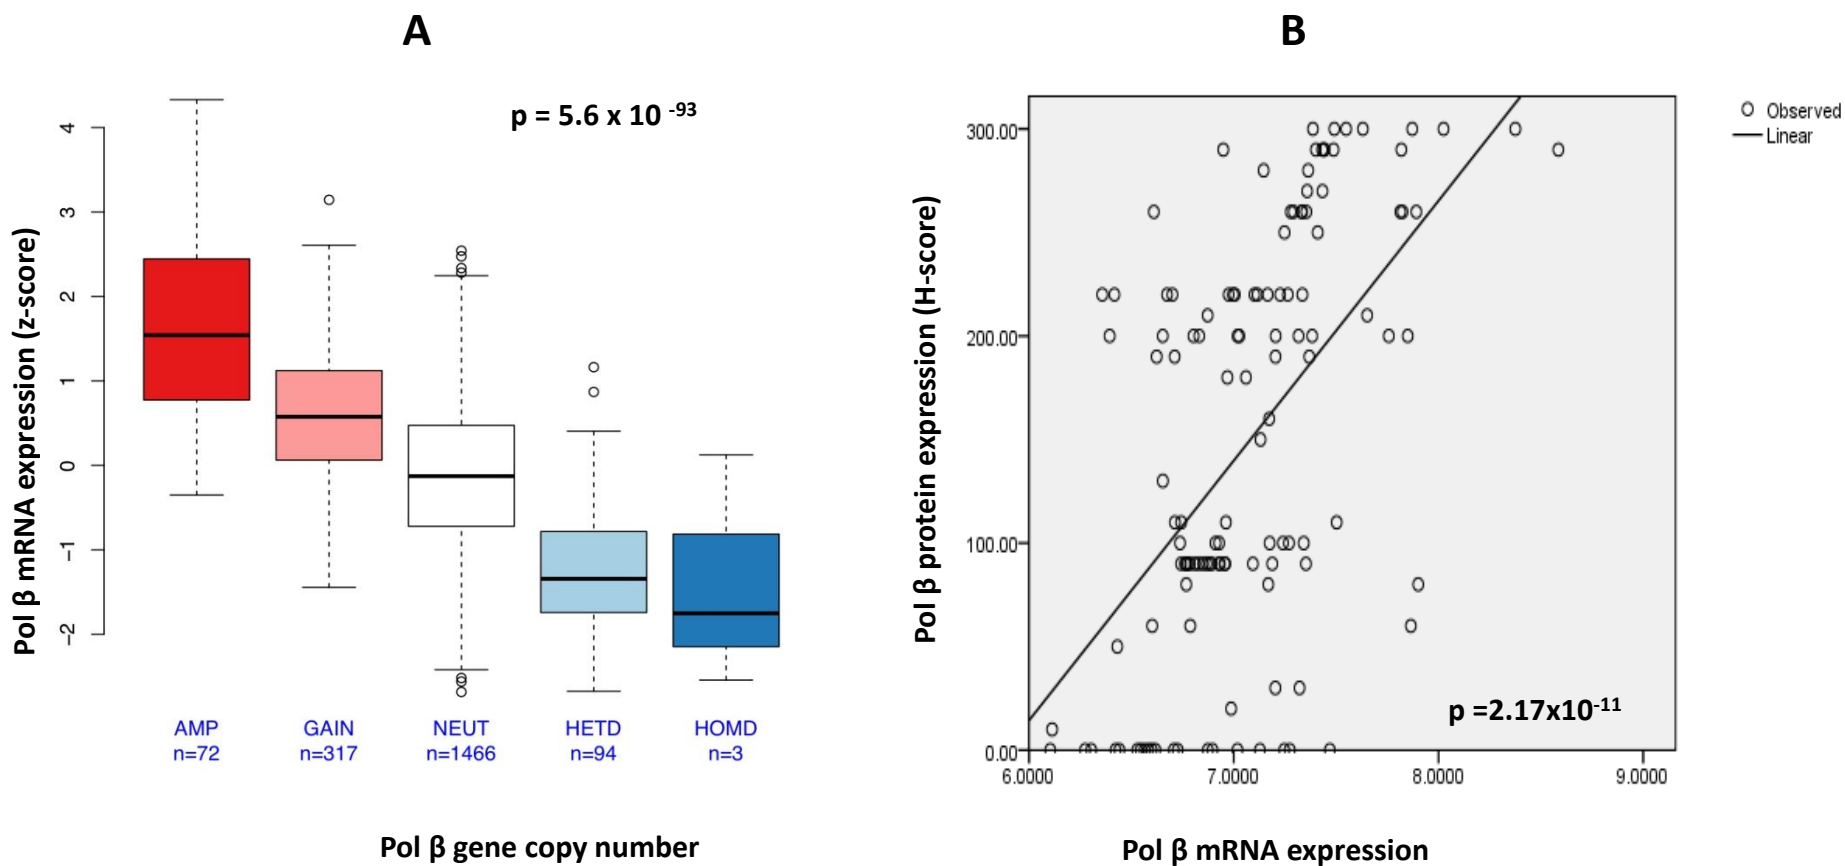 A
B
p = 5.6 x 10 -93
Pol β mRNA expression (z-score)
4
3
2
1
0
−1
−2
AMP
n=72
GAIN
n=317
NEUT
n=1466
HETD
n=94
HOMD
n=3
Pol β gene copy number
Pol β protein expression (H-score)
300.00
200.00
100.00
0.00
6.0000
7.0000
8.0000
9.0000
Observed
Linear
p =2.17x10-11
Pol β mRNA expression